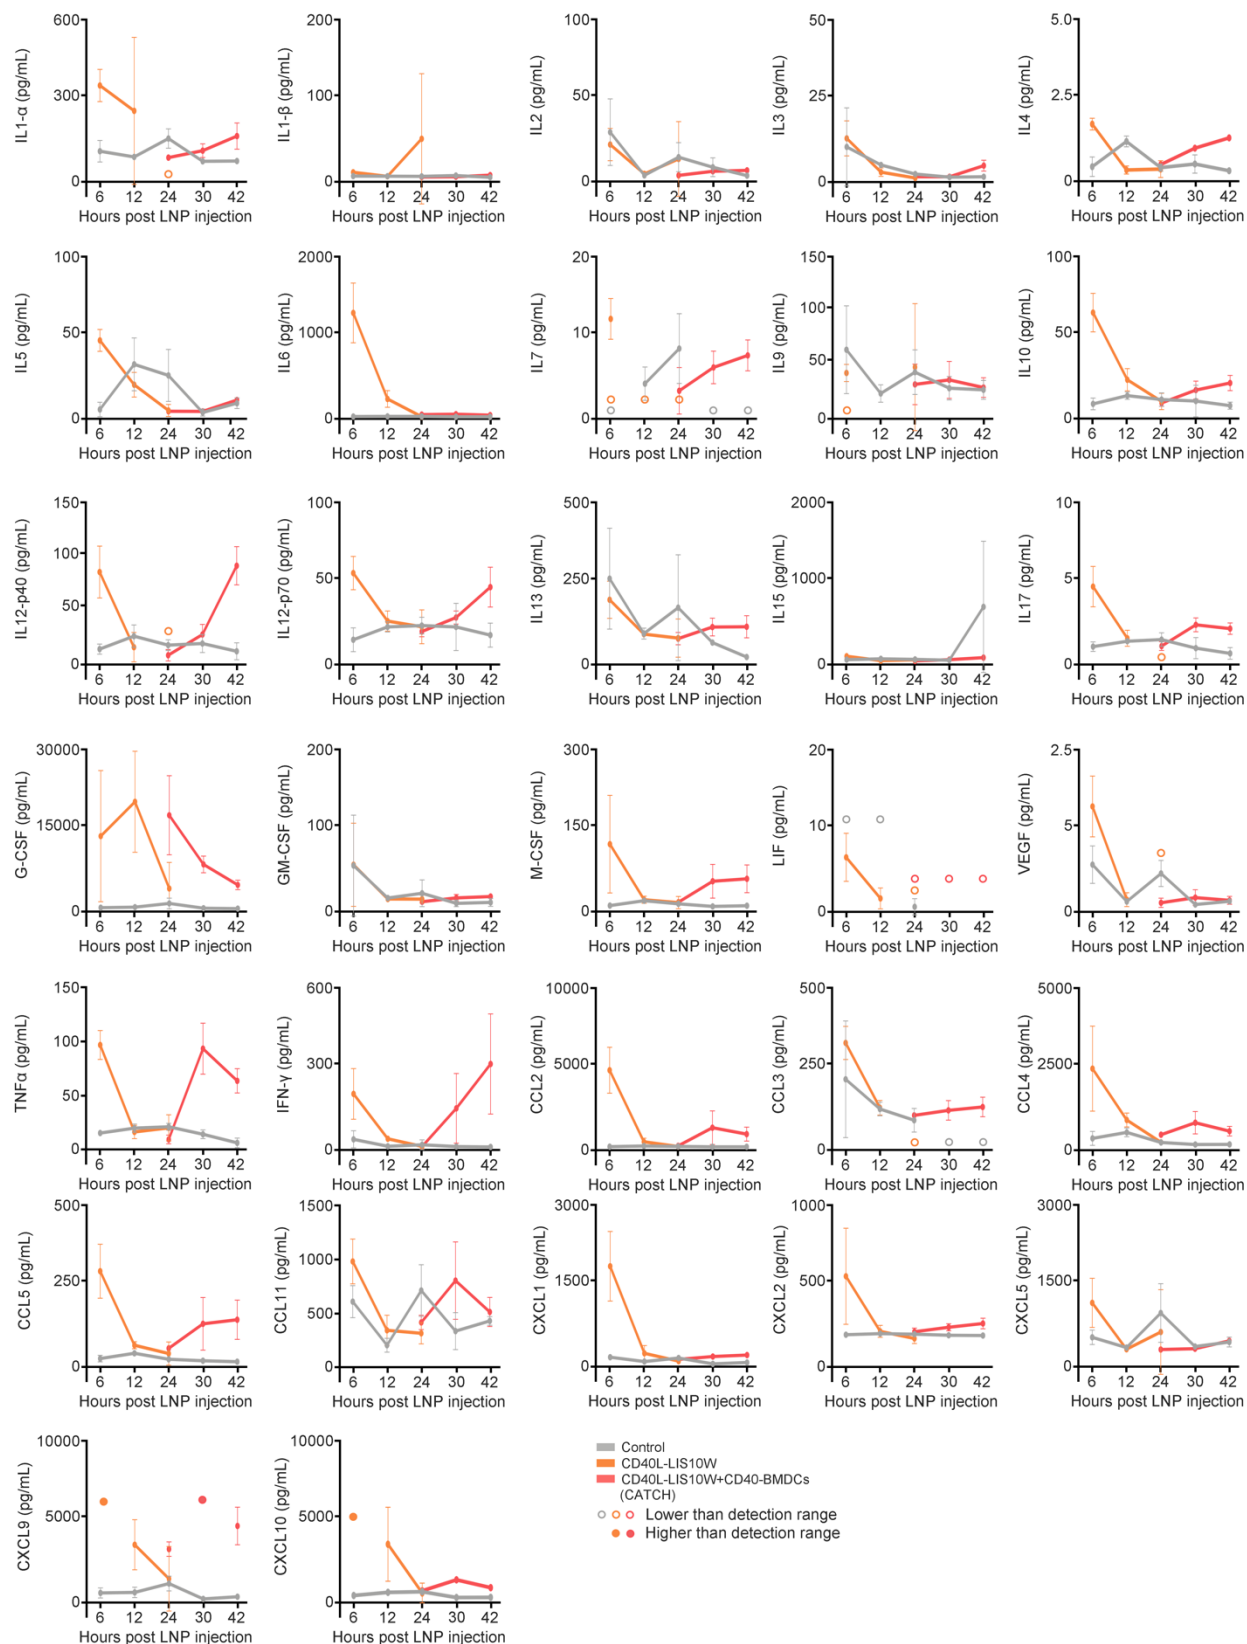 IL1-α (pg/mL)
600
300
0
6 12 24 30 42
Hours post LNP injection
IL1-β (pg/mL)
200
100
0
6 12 24 30 42
Hours post LNP injection
IL2 (pg/mL)
100
50
0
6 12 24 30 42
Hours post LNP injection
IL3 (pg/mL)
50
25
0
6 12 24 30 42
Hours post LNP injection
IL4 (pg/mL)
5.0
2.5
0
6 12 24 30 42
Hours post LNP injection
IL5 (pg/mL)
100
50
0
6 12 24 30 42
Hours post LNP injection
IL6 (pg/mL)
2000
1000
0
6 12 24 30 42
Hours post LNP injection
IL7 (pg/mL)
20
10
0
6 12 24 30 42
Hours post LNP injection
IL9 (pg/mL)
150
100
50
0
6 12 24 30 42
Hours post LNP injection
IL10 (pg/mL)
100
50
0
6 12 24 30 42
Hours post LNP injection
IL12-p40 (pg/mL)
150
100
50
0
6 12 24 30 42
Hours post LNP injection
IL12-p70 (pg/mL)
100
50
0
6 12 24 30 42
Hours post LNP injection
IL13 (pg/mL)
500
250
0
6 12 24 30 42
Hours post LNP injection
IL15 (pg/mL)
2000
1000
0
6 12 24 30 42
Hours post LNP injection
IL17 (pg/mL)
10
5
0
6 12 24 30 42
Hours post LNP injection
G-CSF (pg/mL)
30000
15000
0
6 12 24 30 42
Hours post LNP injection
GM-CSF (pg/mL)
200
100
0
6 12 24 30 42
Hours post LNP injection
M-CSF (pg/mL)
300
150
0
6 12 24 30 42
Hours post LNP injection
LIF (pg/mL)
20
10
0
6 12 24 30 42
Hours post LNP injection
VEGF (pg/mL)
2.5
5
0
6 12 24 30 42
Hours post LNP injection
TNFα (pg/mL)
150
100
50
0
6 12 24 30 42
Hours post LNP injection
IFN-γ (pg/mL)
600
300
0
6 12 24 30 42
Hours post LNP injection
CCL2 (pg/mL)
10000
5000
0
6 12 24 30 42
Hours post LNP injection
CCL3 (pg/mL)
500
250
0
6 12 24 30 42
Hours post LNP injection
CCL4 (pg/mL)
5000
2500
0
6 12 24 30 42
Hours post LNP injection
CCL5 (pg/mL)
500
250
0
6 12 24 30 42
Hours post LNP injection
CCL11 (pg/mL)
1500
1000
500
0
6 12 24 30 42
Hours post LNP injection
CXCL1 (pg/mL)
3000
1500
0
6 12 24 30 42
Hours post LNP injection
CXCL2 (pg/mL)
1000
500
0
6 12 24 30 42
Hours post LNP injection
CXCL5 (pg/mL)
3000
1500
0
6 12 24 30 42
Hours post LNP injection
CXCL9 (pg/mL)
10000
5000
0
6 12 24 30 42
Hours post LNP injection
CXCL10 (pg/mL)
10000
5000
0
6 12 24 30 42
Hours post LNP injection
Control
CD40L-LIS10W
CD40L-LIS10W+CD40-BMDCs
(CATCH)
Lower than detection range
Higher than detection range